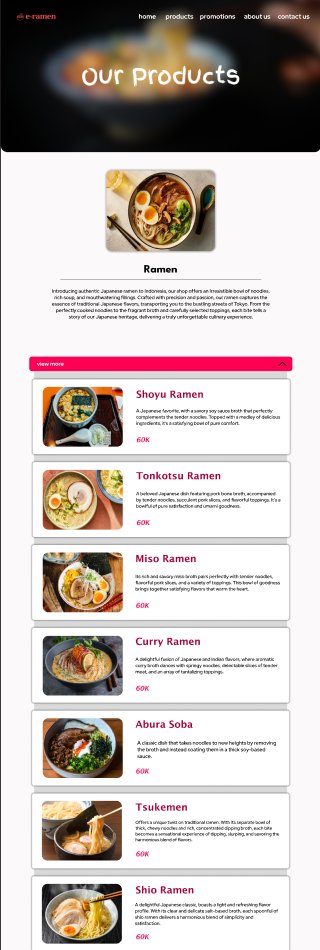 e-ramen
home products promotions about us contact us
Our Products
Ramen
Introducing authentic Japanese ramen to Indonesia, our shop offers an irresistible bowl of noodles,
rich soup, and mouthwatering fillings. Crafted with precision and passion, our ramen captures the
essence of traditional Japanese flavors, transporting you to the bustling streets of Tokyo. From the
perfectly cooked noodles to the fragrant broth and carefully selected toppings, each bite tells a
story of our Japanese heritage, delivering a truly unforgettable culinary experience.
view more
Shoyu Ramen
A Japanese favorite, with a savory soy sauce broth that perfectly
complements the tender noodles. Topped with a medley of delicious
ingredients, it's a satisfying bowl of pure comfort.
60K
Tonkotsu Ramen
A beloved Japanese dish featuring pork bone broth, accompanied
by tender noodles, succulent pork slices, and flavorful toppings. It's a
bowlful of pure satisfaction and umami goodness.
60K
Miso Ramen
Its rich and savory miso broth pairs perfectly with tender noodles,
flavorful pork slices, and a variety of toppings. This bowl of goodness
brings together satisfying flavors that warm the heart.
60K
Curry Ramen
A delightful fusion of Japanese and Indian flavors, where aromatic
curry broth dances with springy noodles, delectable slices of tender
meat, and an array of tantalizing toppings.
60K
Abura Soba
A classic dish that takes noodles to new heights by removing
the broth and instead coating them in a thick soy-based
sauce.
60K
Tsukemen
Offers a unique twist on traditional ramen. With its separate bowl of
thick, chewy noodles and rich, concentrated dipping broth, each bite
becomes a sensational experience of dipping, slurping, and savoring the
harmonious blend of flavors.
60K
Shio Ramen
A delightful Japanese classic, boasts a light and refreshing flavor
profile. With its clear and delicate salt-based broth, each spoonful of
shio ramen delivers a harmonious blend of simplicity and
satisfaction
60K